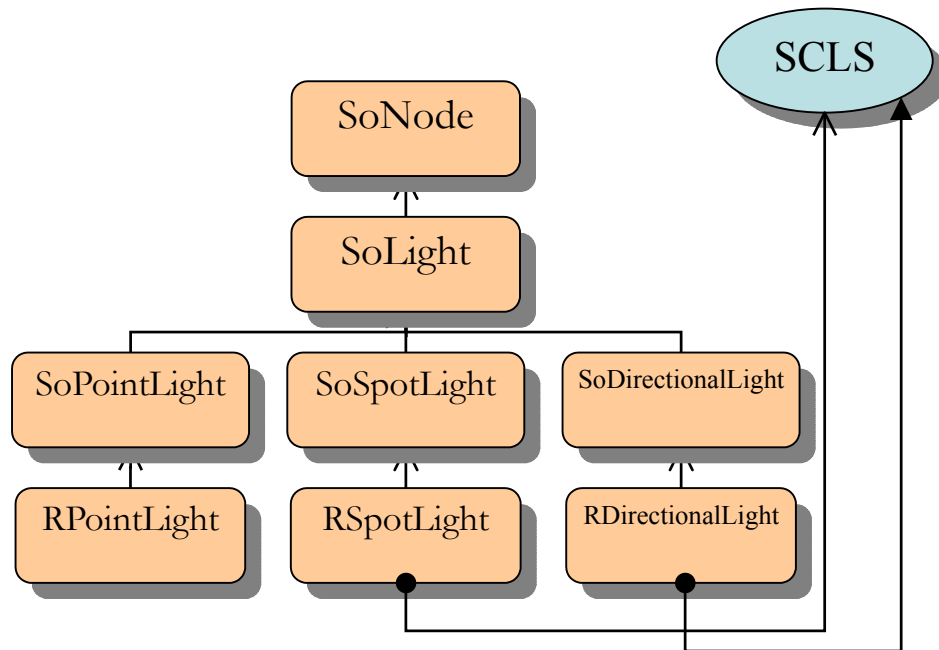 SCLS
SoNode
SoLight
SoPointLight
SoSpotLight
SoDirectionalLight
RPointLight
RSpotLight
RDirectionalLight